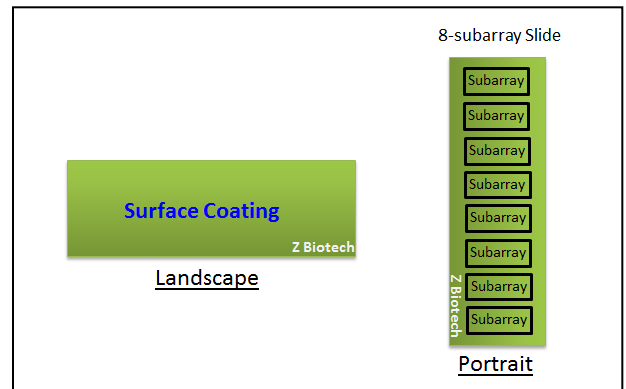 8-subarray Slide
Subarray
Subarray
Subarray
Subarray
Subarray
Subarray
Subarray
Subarray
Z Biotech
Portrait
Surface Coating
Z Biotech
Landscape